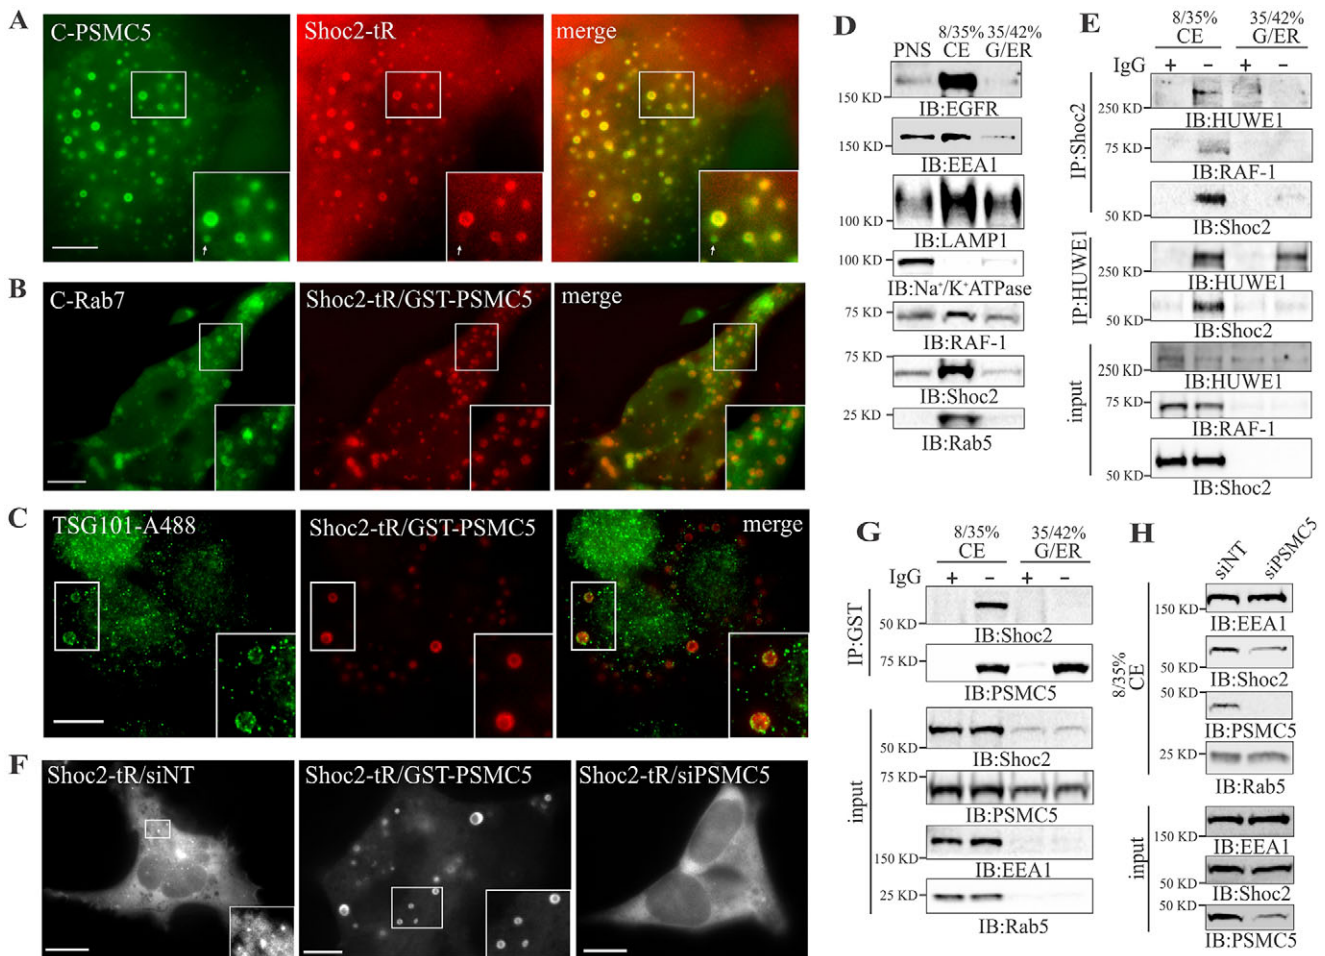 A
C-PSMC5
Shoc2-tR
merge
B
C-Rab7
Shoc2-tR/GST-PSMC5
merge
C
TSG101-A488
Shoc2-tR/GST-PSMC5
merge
F
Shoc2-tR/siNT
Shoc2-tR/GST-PSMC5
Shoc2-tR/siPSMC5
D
8/35% 35/42%
PNS CE G/ER
150 KD
IB:EGFR
150 KD
IB:EEA1
100 KD
IB:LAMP1
100 KD
IB:Na+/K+ATPase
75 KD
IB:RAF-1
75 KD
50 KD
IB:Shoc2
25 KD
IB:Rab5
E
8/35% 35/42%
CE G/ER
IgG + − + −
IP:Shoc2
250 KD
IB:HUWE1
75 KD
IB:RAF-1
50 KD
IB:Shoc2
IP:HUWE1
250 KD
IB:HUWE1
50 KD
IB:Shoc2
input
250 KD
IB:HUWE1
75 KD
IB:RAF-1
50 KD
IB:Shoc2
G
8/35% 35/42%
CE G/ER
IgG + − + −
IP:GST
50 KD
IB:Shoc2
75 KD
IB:PSMC5
input
50 KD
IB:Shoc2
75 KD
IB:PSMC5
150 KD
IB:EEA1
25 KD
IB:Rab5
H
siNT siPSMC5
8/35%
CE
150 KD
IB:EEA1
50 KD
IB:Shoc2
50 KD
IB:PSMC5
25 KD
IB:Rab5
input
150 KD
IB:EEA1
50 KD
IB:Shoc2
50 KD
IB:PSMC5